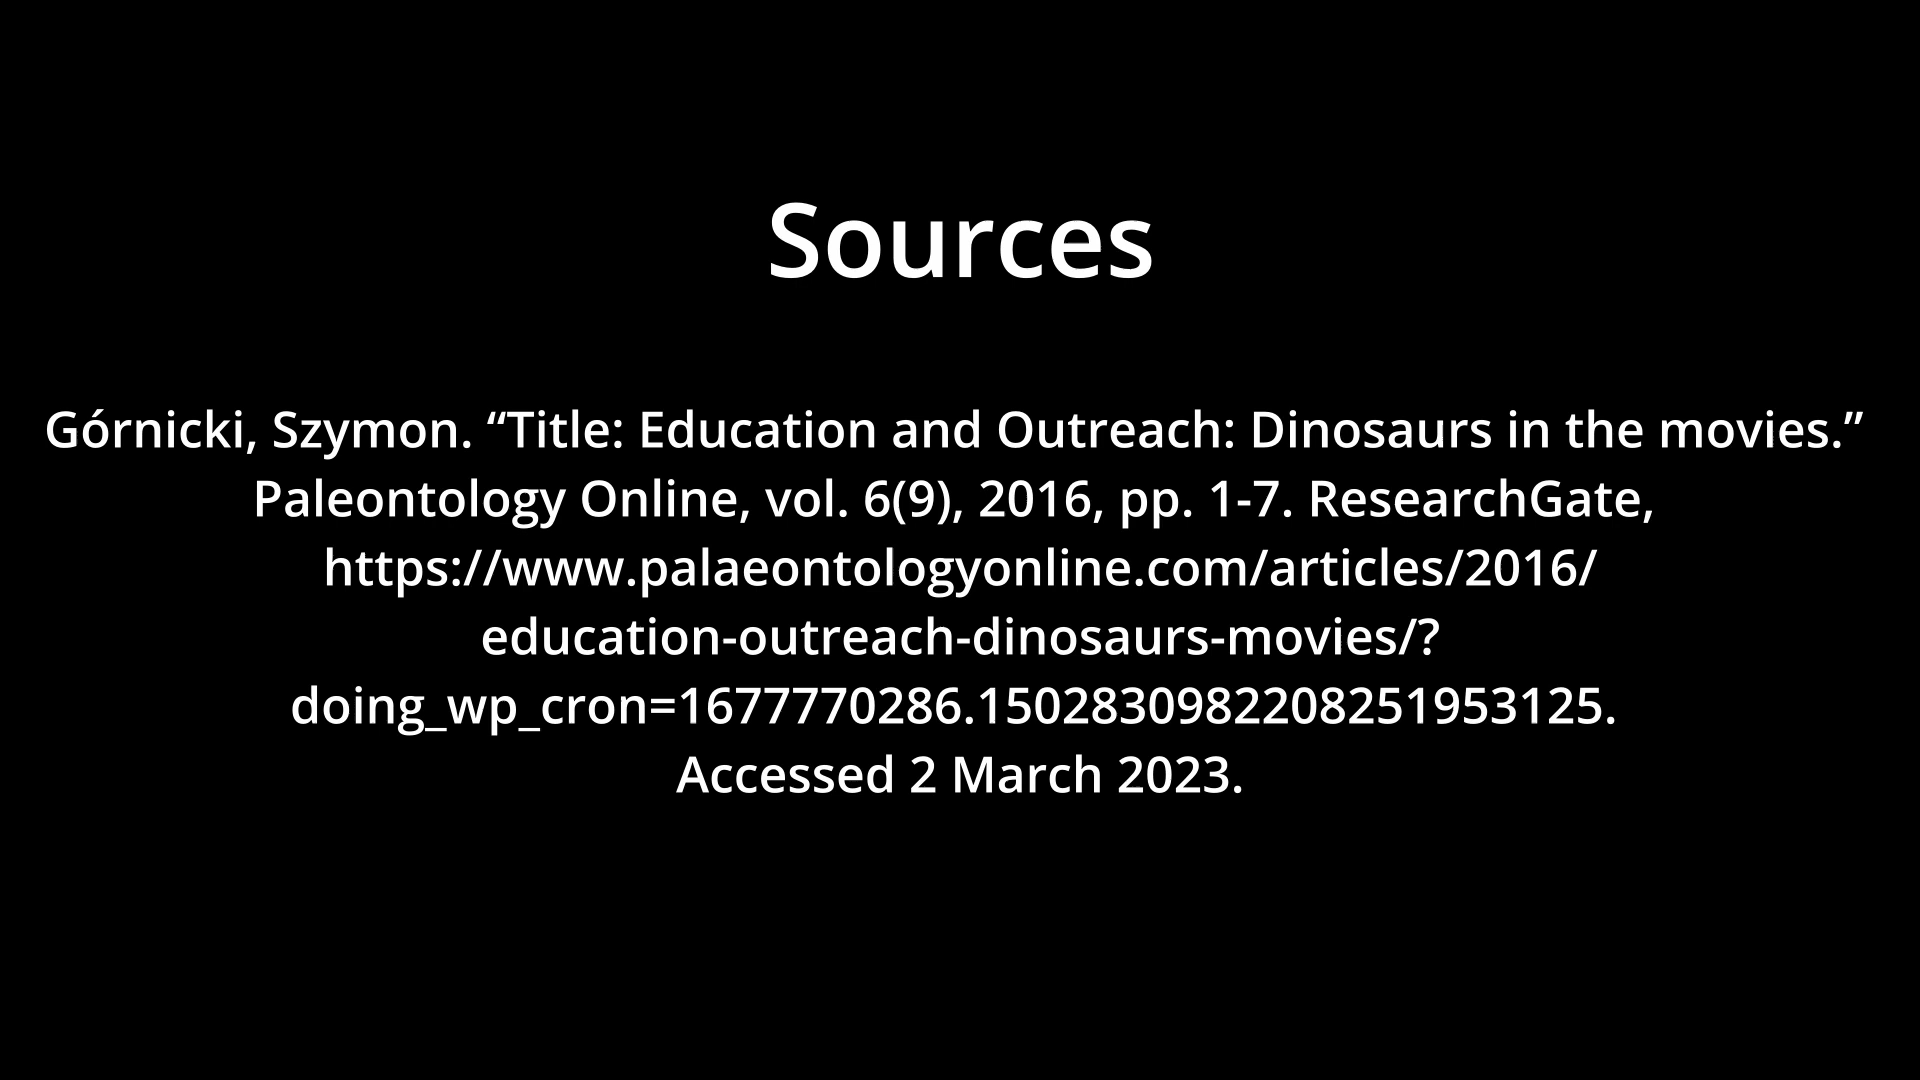 Sources
Górnicki, Szymon. “Title: Education and Outreach: Dinosaurs in the movies.”
Paleontology Online, vol. 6(9), 2016, pp. 1-7. ResearchGate,
https://www.palaeontologyonline.com/articles/2016/
education-outreach-dinosaurs-movies/?
doing_wp_cron=1677770286.1502830982208251953125.
Accessed 2 March 2023.